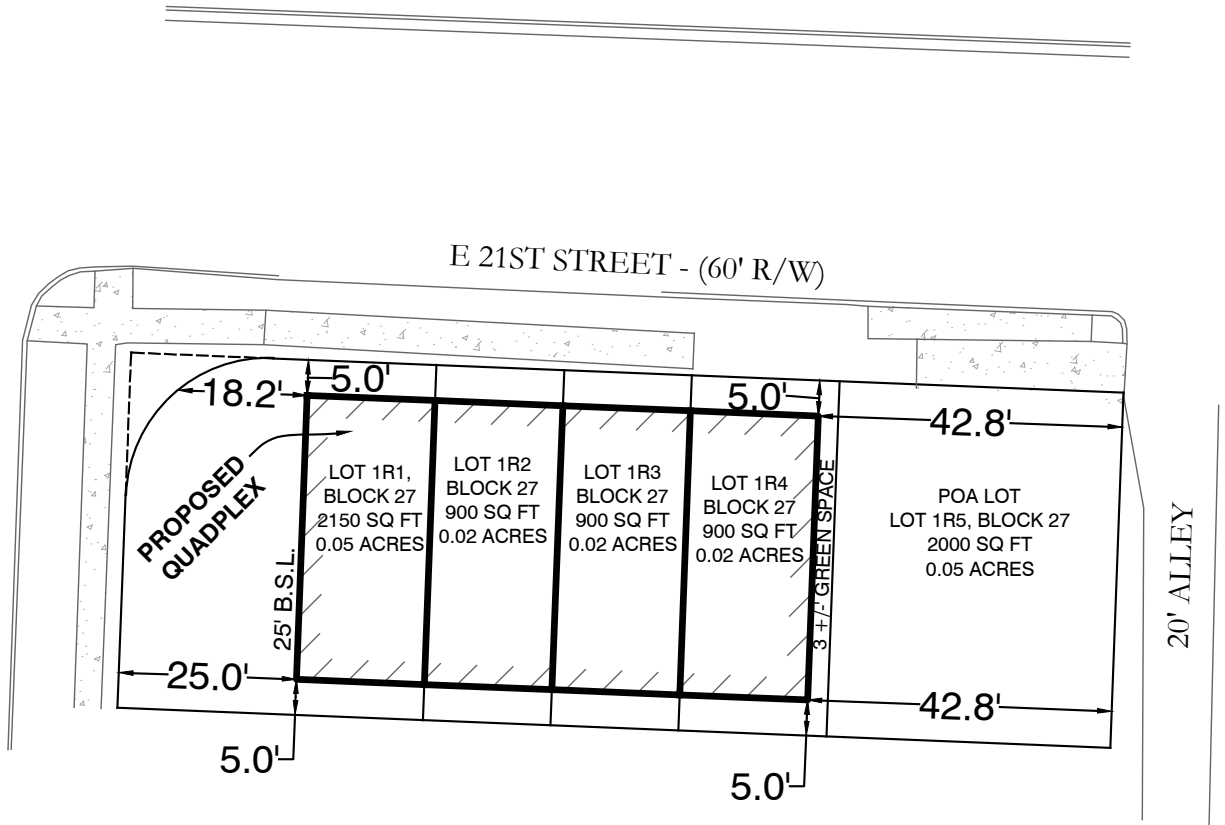 E 21ST STREET - (60' R/W)
18.2'
5.0'
5.0'
42.8'
PROPOSED
QUADPLEX
LOT 1R1,
BLOCK 27
2150 SQ FT
0.05 ACRES
LOT 1R2
BLOCK 27
900 SQ FT
0.02 ACRES
LOT 1R3
BLOCK 27
900 SQ FT
0.02 ACRES
LOT 1R4
BLOCK 27
900 SQ FT
0.02 ACRES
3 +/-' GREEN SPACE
POA LOT
LOT 1R5, BLOCK 27
2000 SQ FT
0.05 ACRES
20' ALLEY
25' B.S.L.
25.0'
42.8'
5.0'
5.0'